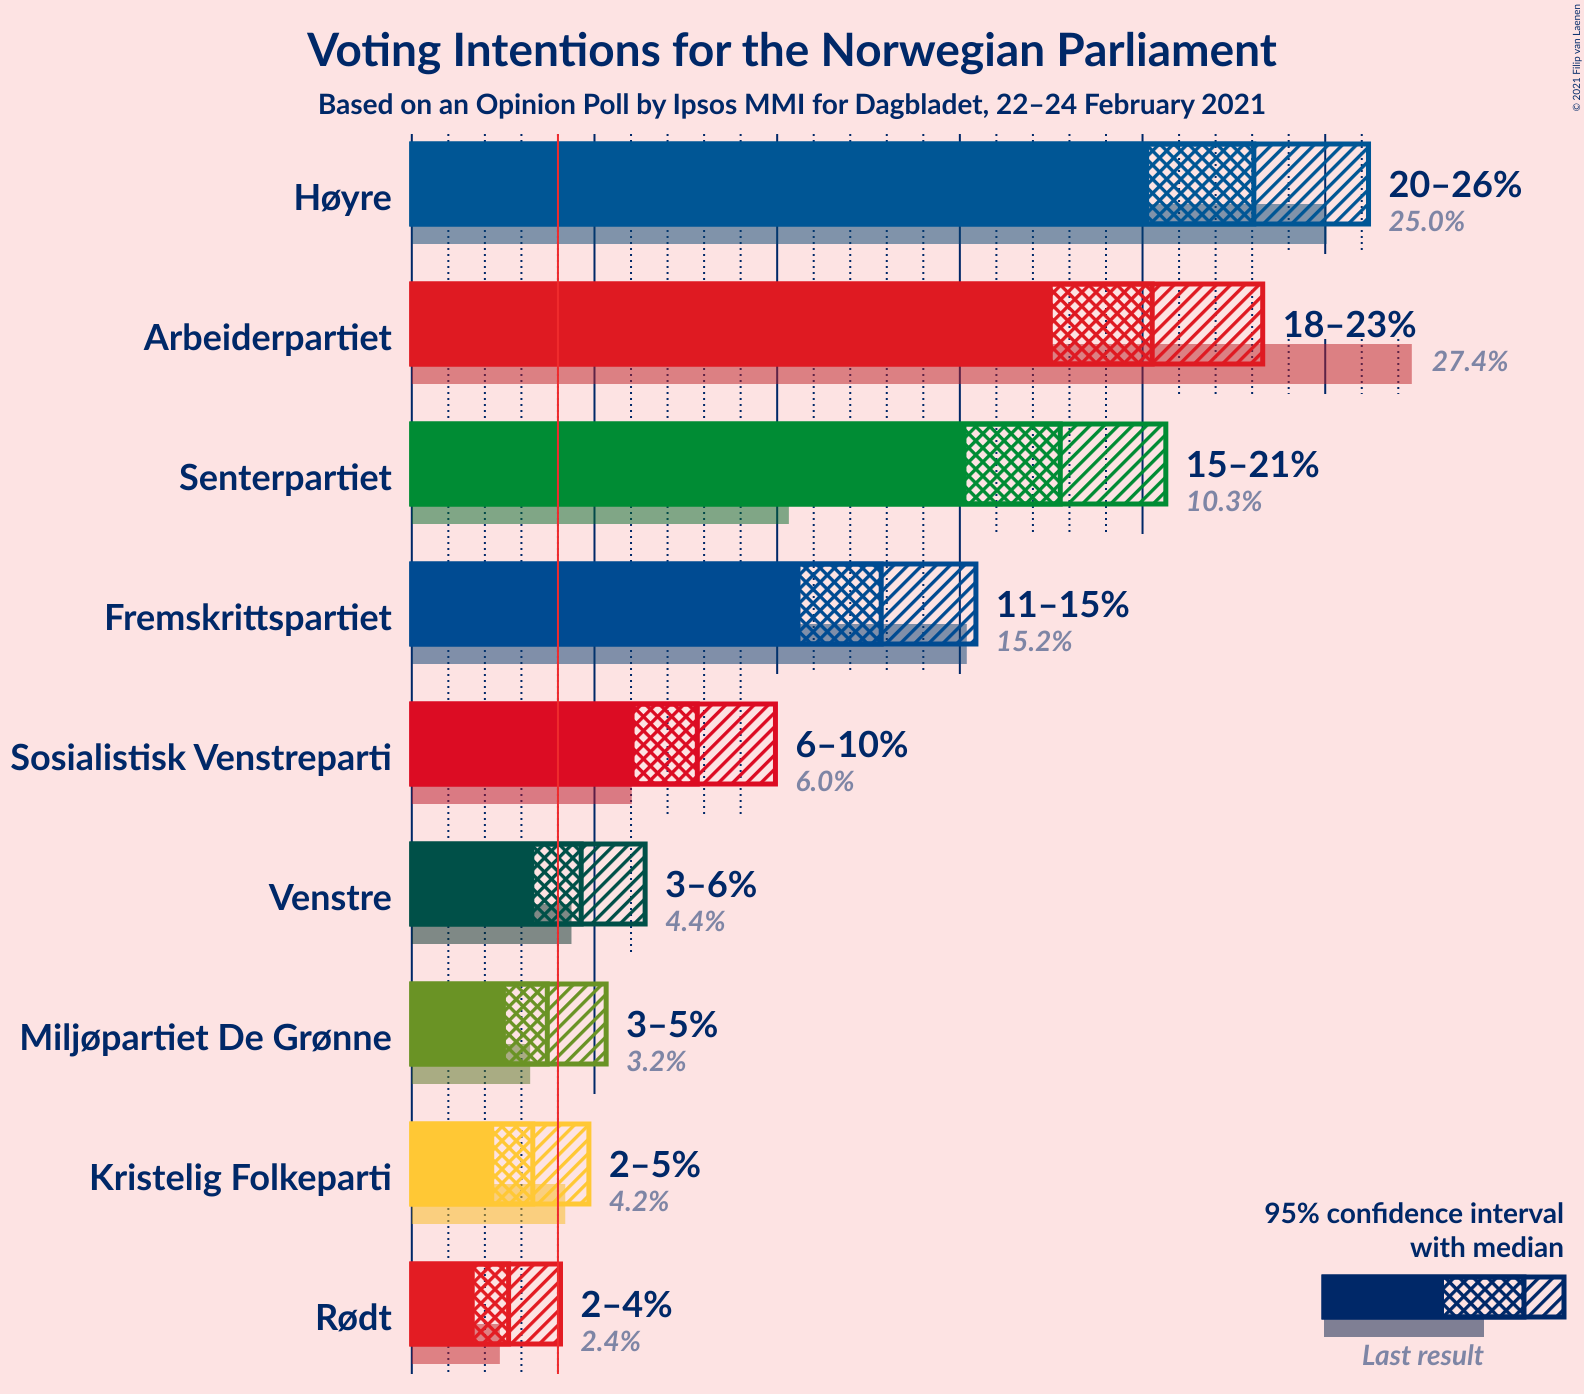 Voting Intentions for the Norwegian Parliament
Based on an Opinion Poll by Ipsos MMI for Dagbladet, 22–24 February 2021
© 2021 Filip van Laenen
Høyre
20–26%
25.0%
Arbeiderpartiet
18–23%
27.4%
Senterpartiet
15–21%
10.3%
Fremskrittspartiet
11–15%
15.2%
Sosialistisk Venstreparti
6–10%
6.0%
Venstre
3–6%
4.4%
Miljøpartiet De Grønne
3–5%
3.2%
Kristelig Folkeparti
2–5%
4.2%
Rødt
2–4%
2.4%
95% confidence interval
with median
Last result